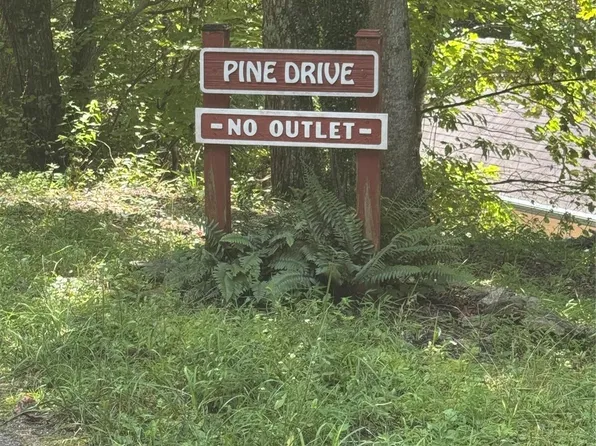 PINE DRIVE
- NO OUTLET -